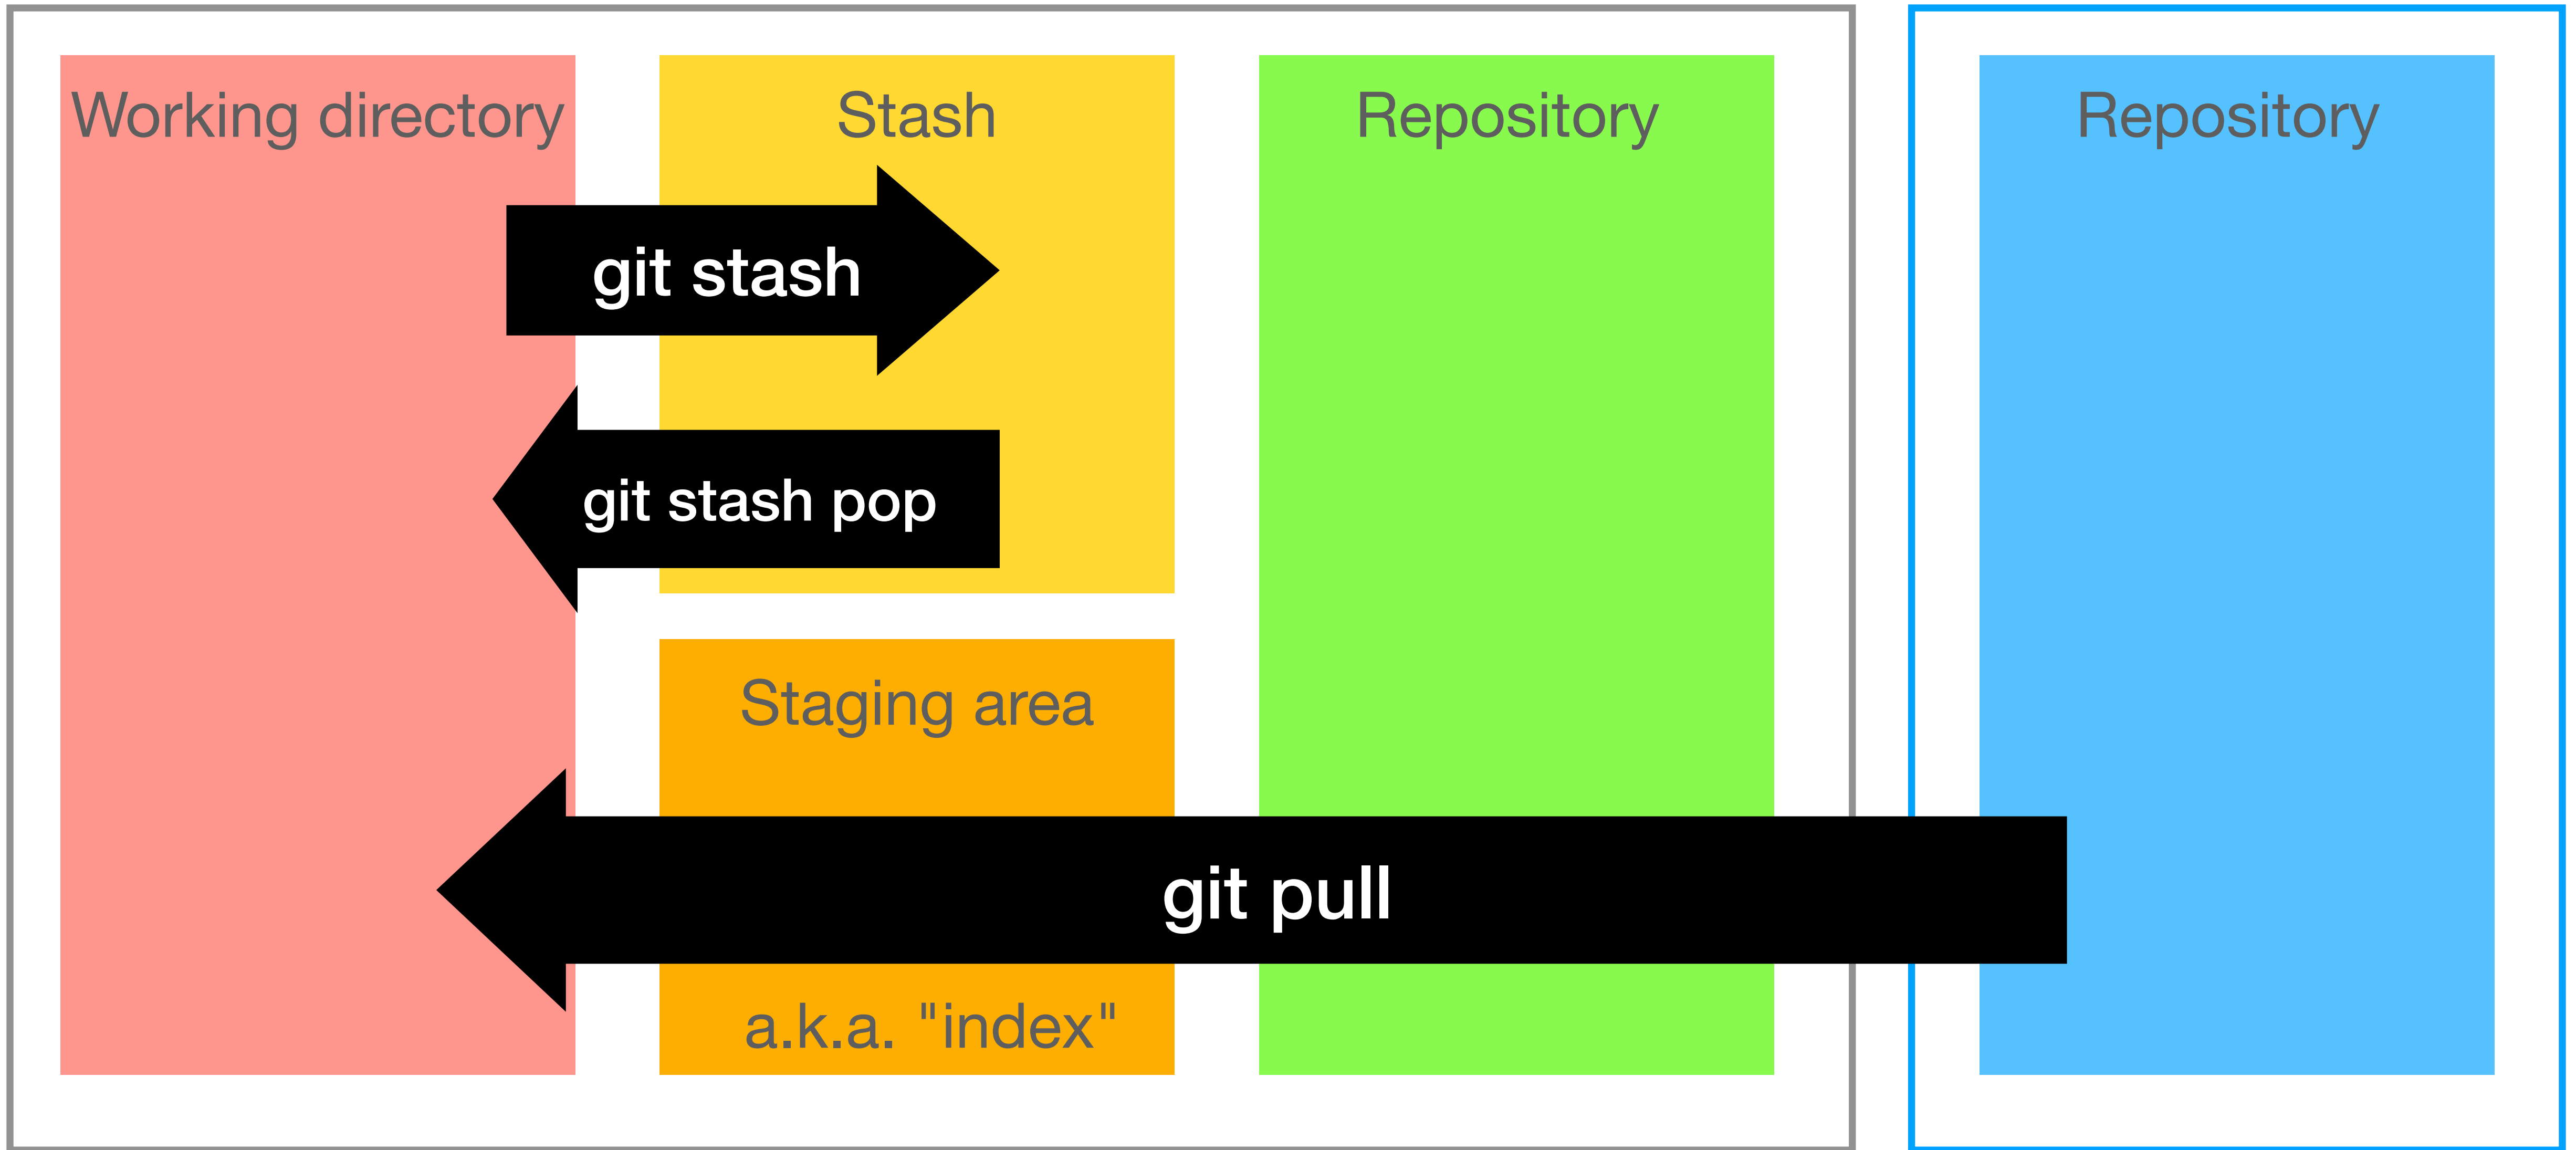 Working directory
Stash
Repository
Repository
git stash
git stash pop
Staging area
git pull
a.k.a. "index"